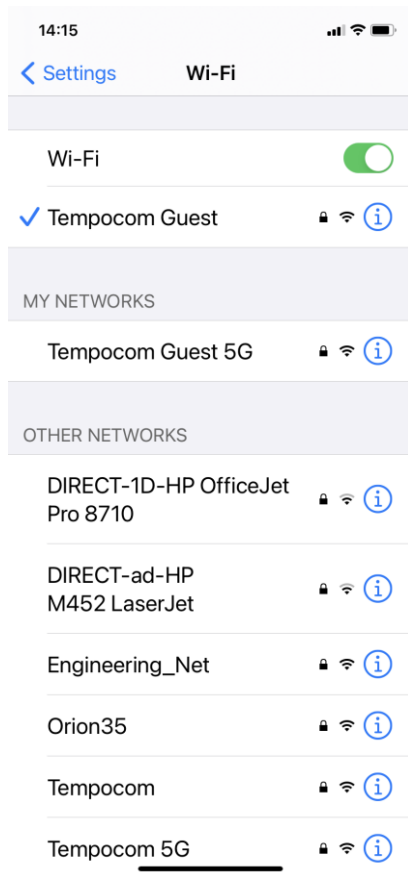 14:15
Settings
Wi-Fi
Wi-Fi
Tempocom Guest
MY NETWORKS
Tempocom Guest 5G
OTHER NETWORKS
DIRECT-1D-HP OfficeJet
Pro 8710
DIRECT-ad-HP
M452 LaserJet
Engineering_Net
Orion35
Tempocom
Tempocom 5G